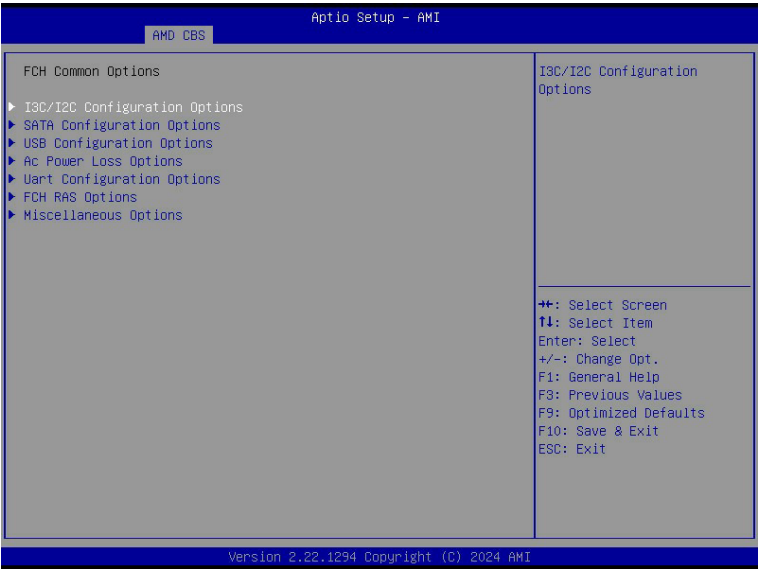 Aptio Setup – AMI
AMD CBS
FCH Common Options
I3C/I2C Configuration Options
SATA Configuration Options
USB Configuration Options
Ac Power Loss Options
Uart Configuration Options
FCH RAS Options
Miscellaneous Options
I3C/I2C Configuration
Options
→←: Select Screen
↑↓: Select Item
Enter: Select
+/-: Change Opt.
F1: General Help
F3: Previous Values
F9: Optimized Defaults
F10: Save & Exit
ESC: Exit
Version 2.22.1294 Copyright (C) 2024 AMI